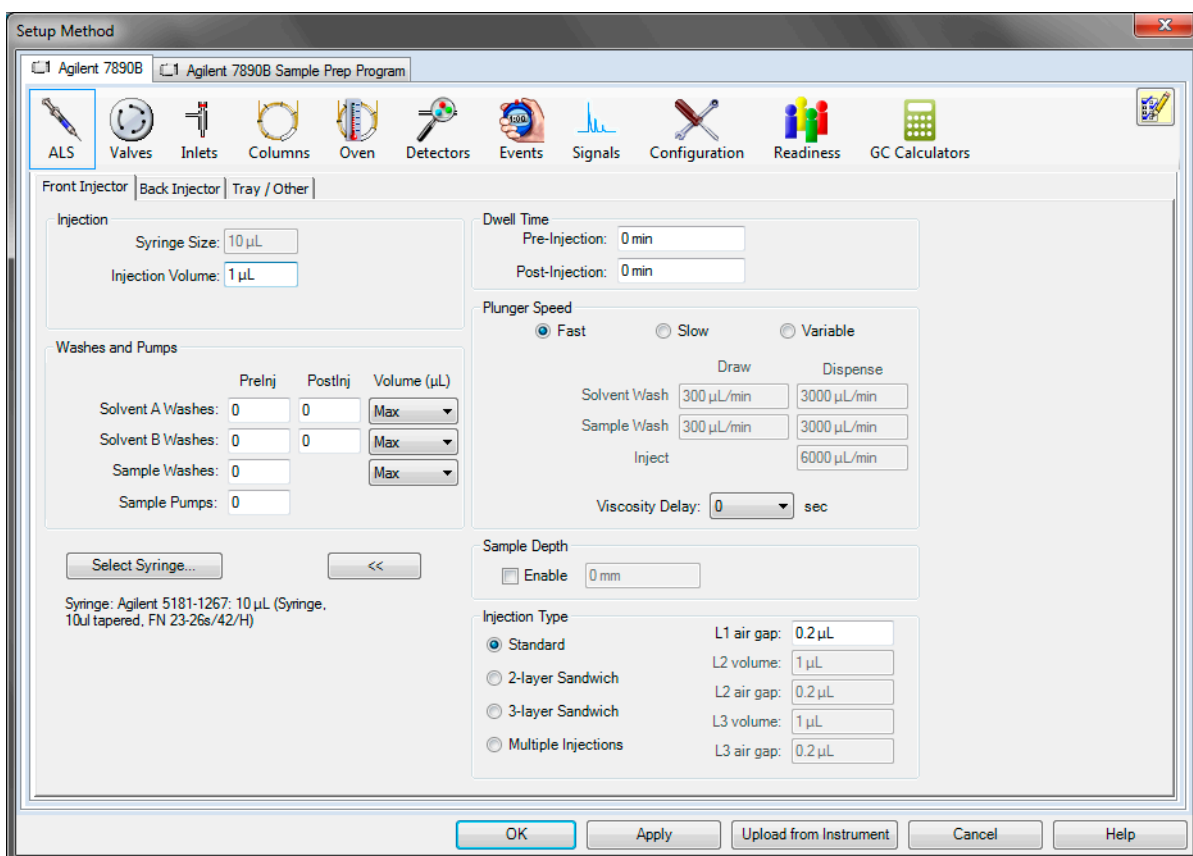 Setup Method
Agilent 7890B Agilent 7890B Sample Prep Program
ALS Valves Inlets Columns Oven Detectors Events Signals Configuration Readiness GC Calculators
Front Injector Back Injector Tray / Other
Injection
Syringe Size: 10 µL
Injection Volume: 1 µL
Washes and Pumps
PreInj PostInj Volume (µL)
Solvent A Washes: 0 0 Max
Solvent B Washes: 0 0 Max
Sample Washes: 0 Max
Sample Pumps: 0
Select Syringe... <<
Syringe: Agilent 5181-1267: 10 µL (Syringe,
10ul tapered, FN 23-26s/42/H)
Dwell Time
Pre-Injection: 0 min
Post-Injection: 0 min
Plunger Speed
Fast Slow Variable
Draw Dispense
Solvent Wash 300 µL/min 3000 µL/min
Sample Wash 300 µL/min 3000 µL/min
Inject 6000 µL/min
Viscosity Delay: 0 sec
Sample Depth
Enable 0 mm
Injection Type
Standard L1 air gap: 0.2 µL
L2 volume: 1 µL
2-layer Sandwich L2 air gap: 0.2 µL
3-layer Sandwich L3 volume: 1 µL
Multiple Injections L3 air gap: 0.2 µL
OK Apply Upload from Instrument Cancel Help